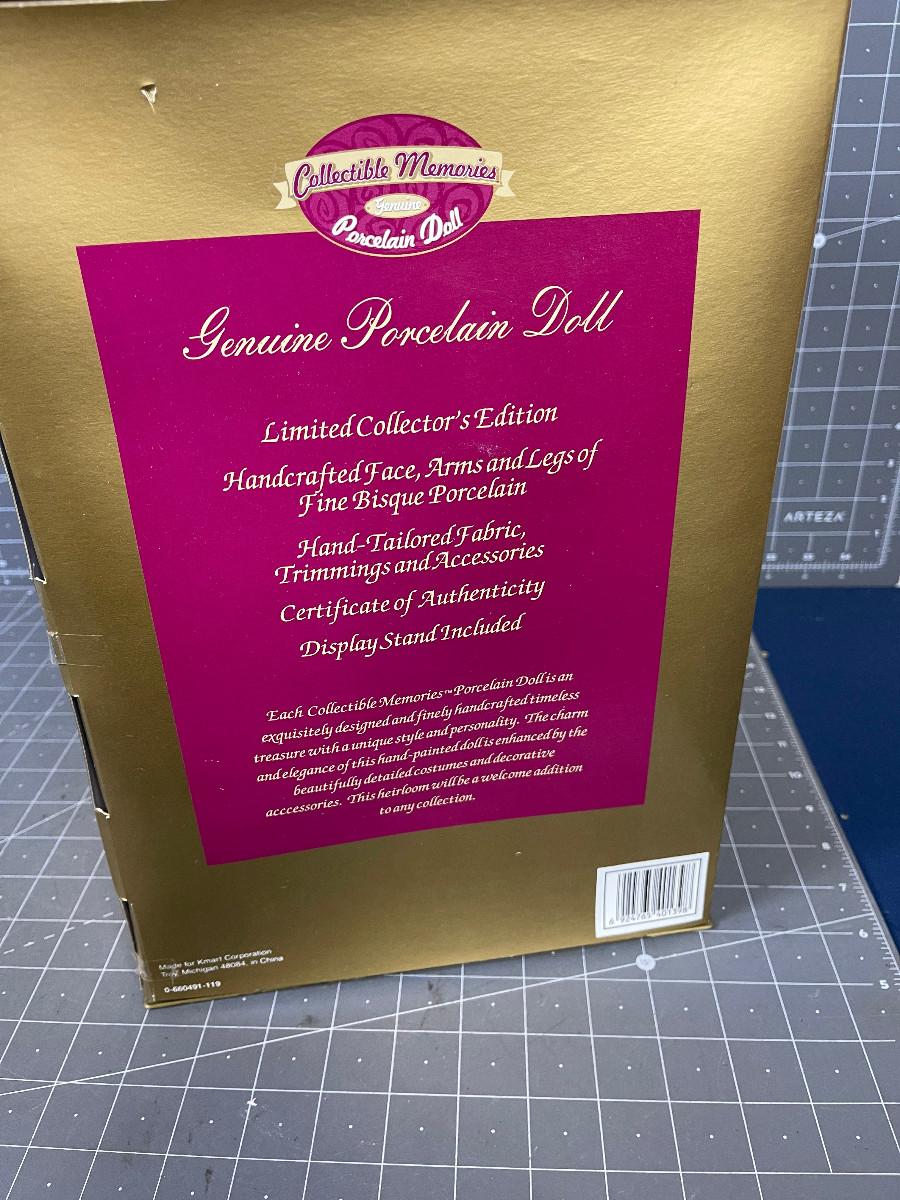 Collectible Memories
Genuine
Porcelain Doll
Genuine Porcelain Doll
Limited Collector's Edition
Handcrafted Face, Arms and Legs of
Fine Bisque Porcelain
Hand-Tailored Fabric,
Trimmings and Accessories
Certificate of Authenticity
Display Stand Included
Each Collectible Memories™ Porcelain Doll is an
exquisitely designed and finely handcrafted timeless
treasure with a unique style and personality. The charm
and elegance of this hand-painted doll is enhanced by the
beautifully detailed costumes and decorative
acccessories. This heirloom will be a welcome addition
to any collection.
Made for Kmart Corporation
Troy, Michigan 48084, in China
0-660491-119
ARTEZA
7
6
5